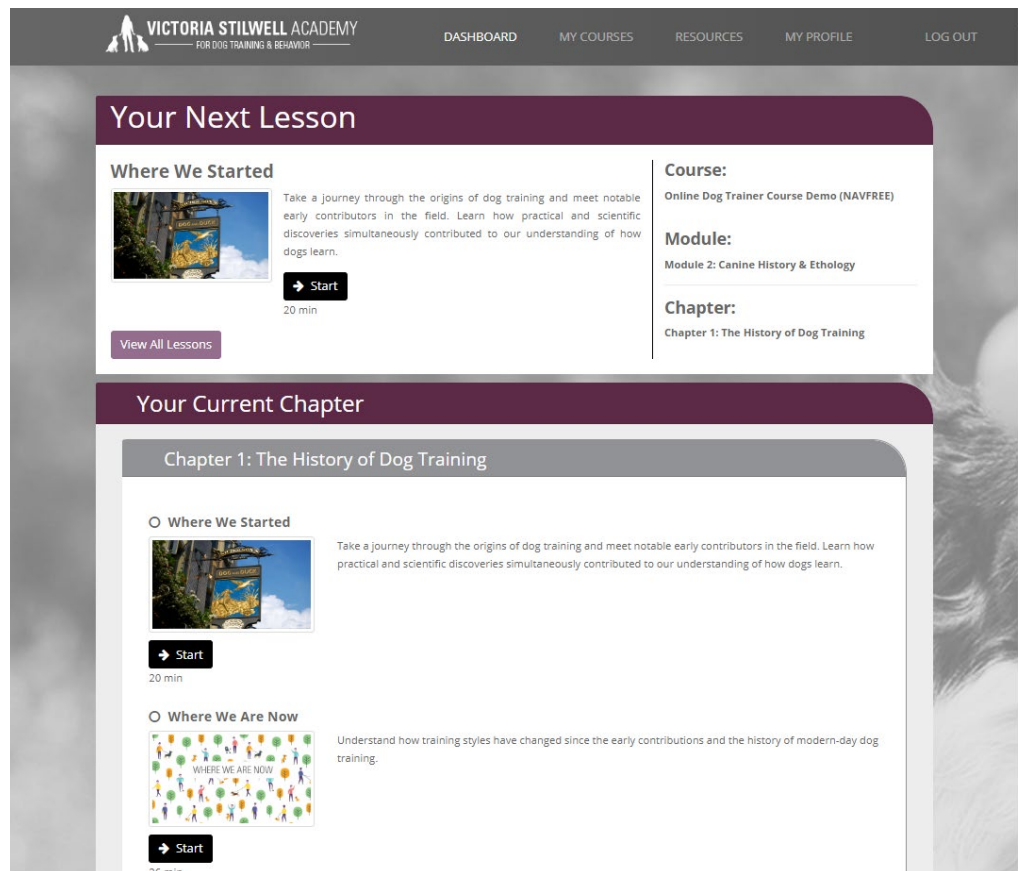 VICTORIA STILWELL ACADEMY
FOR DOG TRAINING & BEHAVIOR
DASHBOARD
MY COURSES
RESOURCES
MY PROFILE
LOG OUT
Your Next Lesson
Where We Started
Take a journey through the origins of dog training and meet notable
early contributors in the field. Learn how practical and scientific
discoveries simultaneously contributed to our understanding of how
dogs learn.
Start
20 min
View All Lessons
Course:
Online Dog Trainer Course Demo (NAVFREE)
Module:
Module 2: Canine History & Ethology
Chapter:
Chapter 1: The History of Dog Training
Your Current Chapter
Chapter 1: The History of Dog Training
Where We Started
DOG AND DUCK
Take a journey through the origins of dog training and meet notable early contributors in the field. Learn how
practical and scientific discoveries simultaneously contributed to our understanding of how dogs learn.
Start
20 min
Where We Are Now
WHERE WE ARE NOW
Understand how training styles have changed since the early contributions and the history of modern-day dog
training.
Start